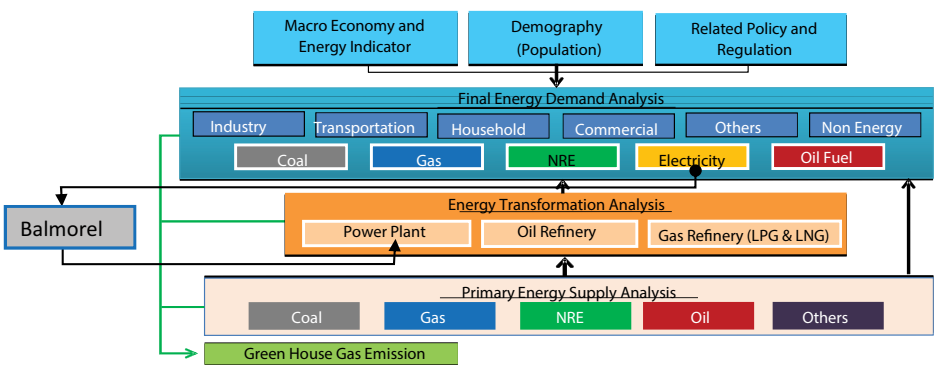 Macro Economy and
Energy Indicator
Demography
(Population)
Related Policy and
Regulation
Final Energy Demand Analysis
Industry
Transportation
Household
Commercial
Others
Non Energy
Coal
Gas
NRE
Electricity
Oil Fuel
Balmorel
Energy Transformation Analysis
Power Plant
Oil Refinery
Gas Refinery (LPG & LNG)
Primary Energy Supply Analysis
Coal
Gas
NRE
Oil
Others
Green House Gas Emission